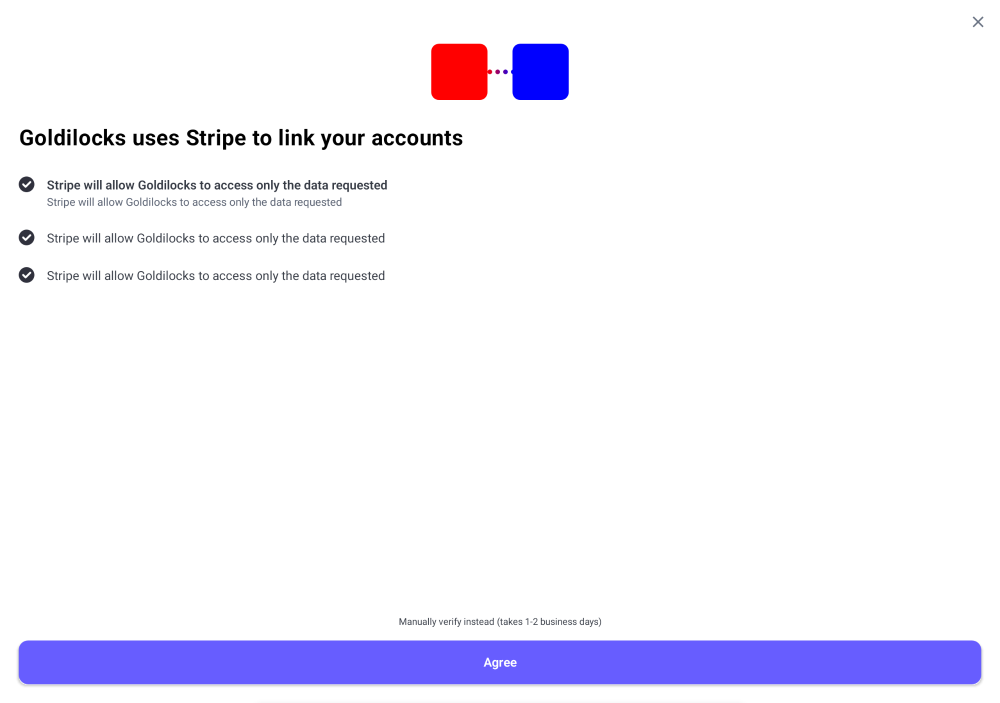 Goldilocks uses Stripe to link your accounts
Stripe will allow Goldilocks to access only the data requested
Stripe will allow Goldilocks to access only the data requested
Stripe will allow Goldilocks to access only the data requested
Stripe will allow Goldilocks to access only the data requested
Manually verify instead (takes 1-2 business days)
Agree